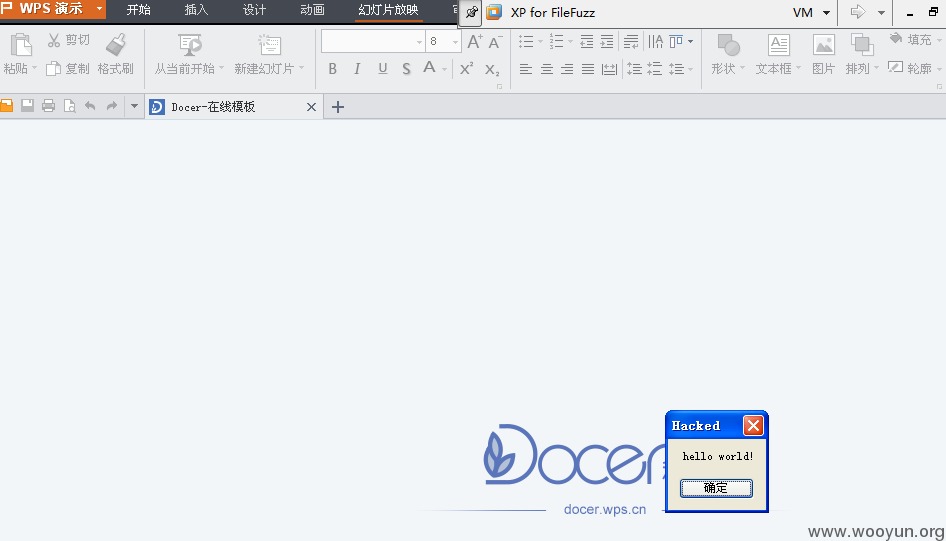 WPS 演示 开始 插入 设计 动画 幻灯片放映 XP for FileFuzz VM
剪切 8 A+ A- 填充
粘贴 复制 格式刷 从当前开始 新建幻灯片 B I U S A X² X₂ 形状 文本框 图片 排列 轮廓
Docer-在线模板
Hacked
hello world!
确定
Docer
docer.wps.cn
www.wooyun.org